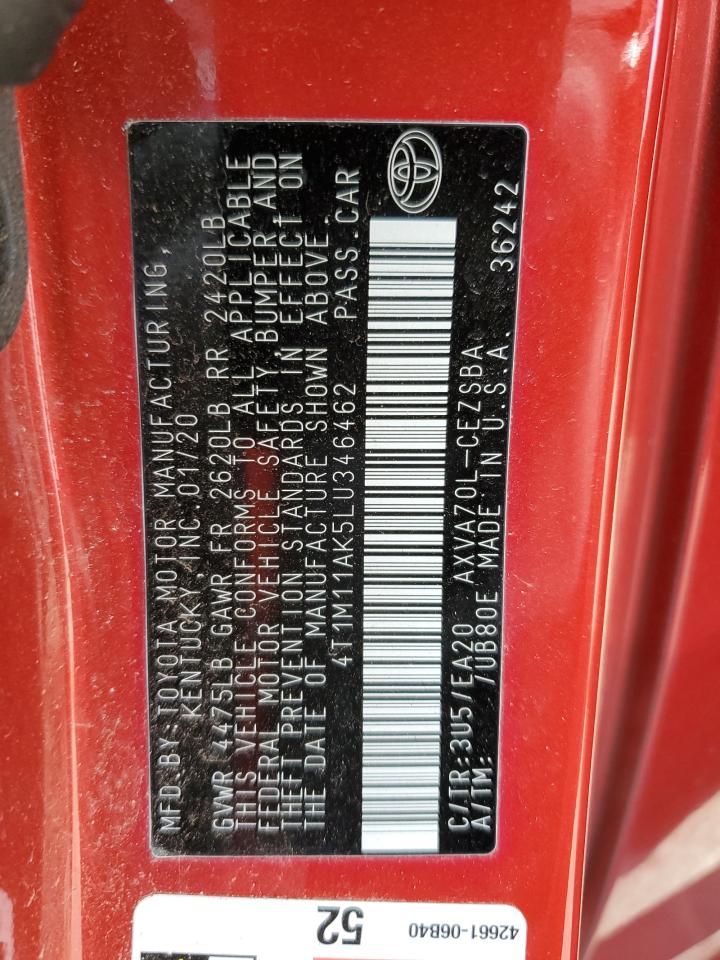 MFD.BY:TOYOTA MOTOR MANUFACTURING,
KENTUCKY,INC.01/20
GVWR 4475LB GAWR FR 2620LB RR 2420LB
THIS VEHICLE CONFORMS TO ALL APPLICABLE
FEDERAL MOTOR VEHICLE SAFETY,BUMPER,AND
THEFT PREVENTION STANDARDS IN EFFECT ON
THE DATE OF MANUFACTURE SHOWN ABOVE.
4T1M11AK5LU346462 PASS.CAR
C/TR:3U5/EA20 AXVA70L-CEZSBA
A/TM: /UB80E MADE IN U.S.A. 36242
52
42661-06B40